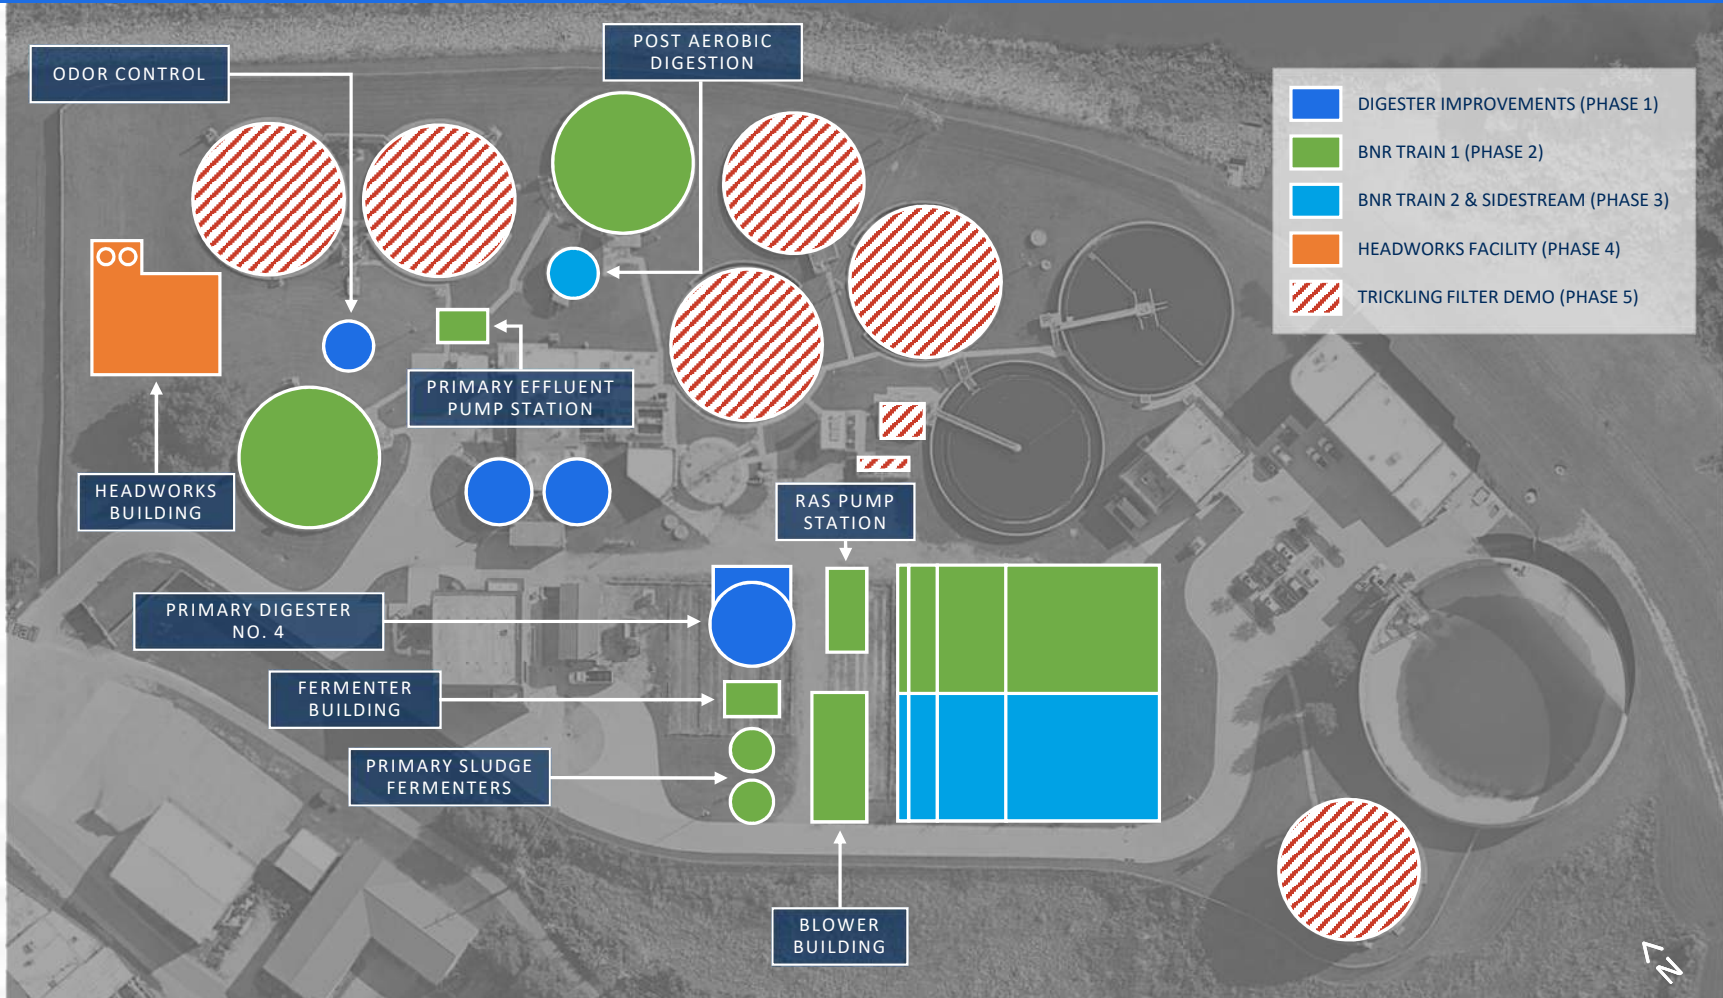 ODOR CONTROL
POST AEROBIC
DIGESTION
DIGESTER IMPROVEMENTS (PHASE 1)
BNR TRAIN 1 (PHASE 2)
BNR TRAIN 2 & SIDESTREAM (PHASE 3)
HEADWORKS FACILITY (PHASE 4)
TRICKLING FILTER DEMO (PHASE 5)
PRIMARY EFFLUENT
PUMP STATION
HEADWORKS
BUILDING
RAS PUMP
STATION
PRIMARY DIGESTER
NO. 4
FERMENTER
BUILDING
PRIMARY SLUDGE
FERMENTERS
BLOWER
BUILDING
N